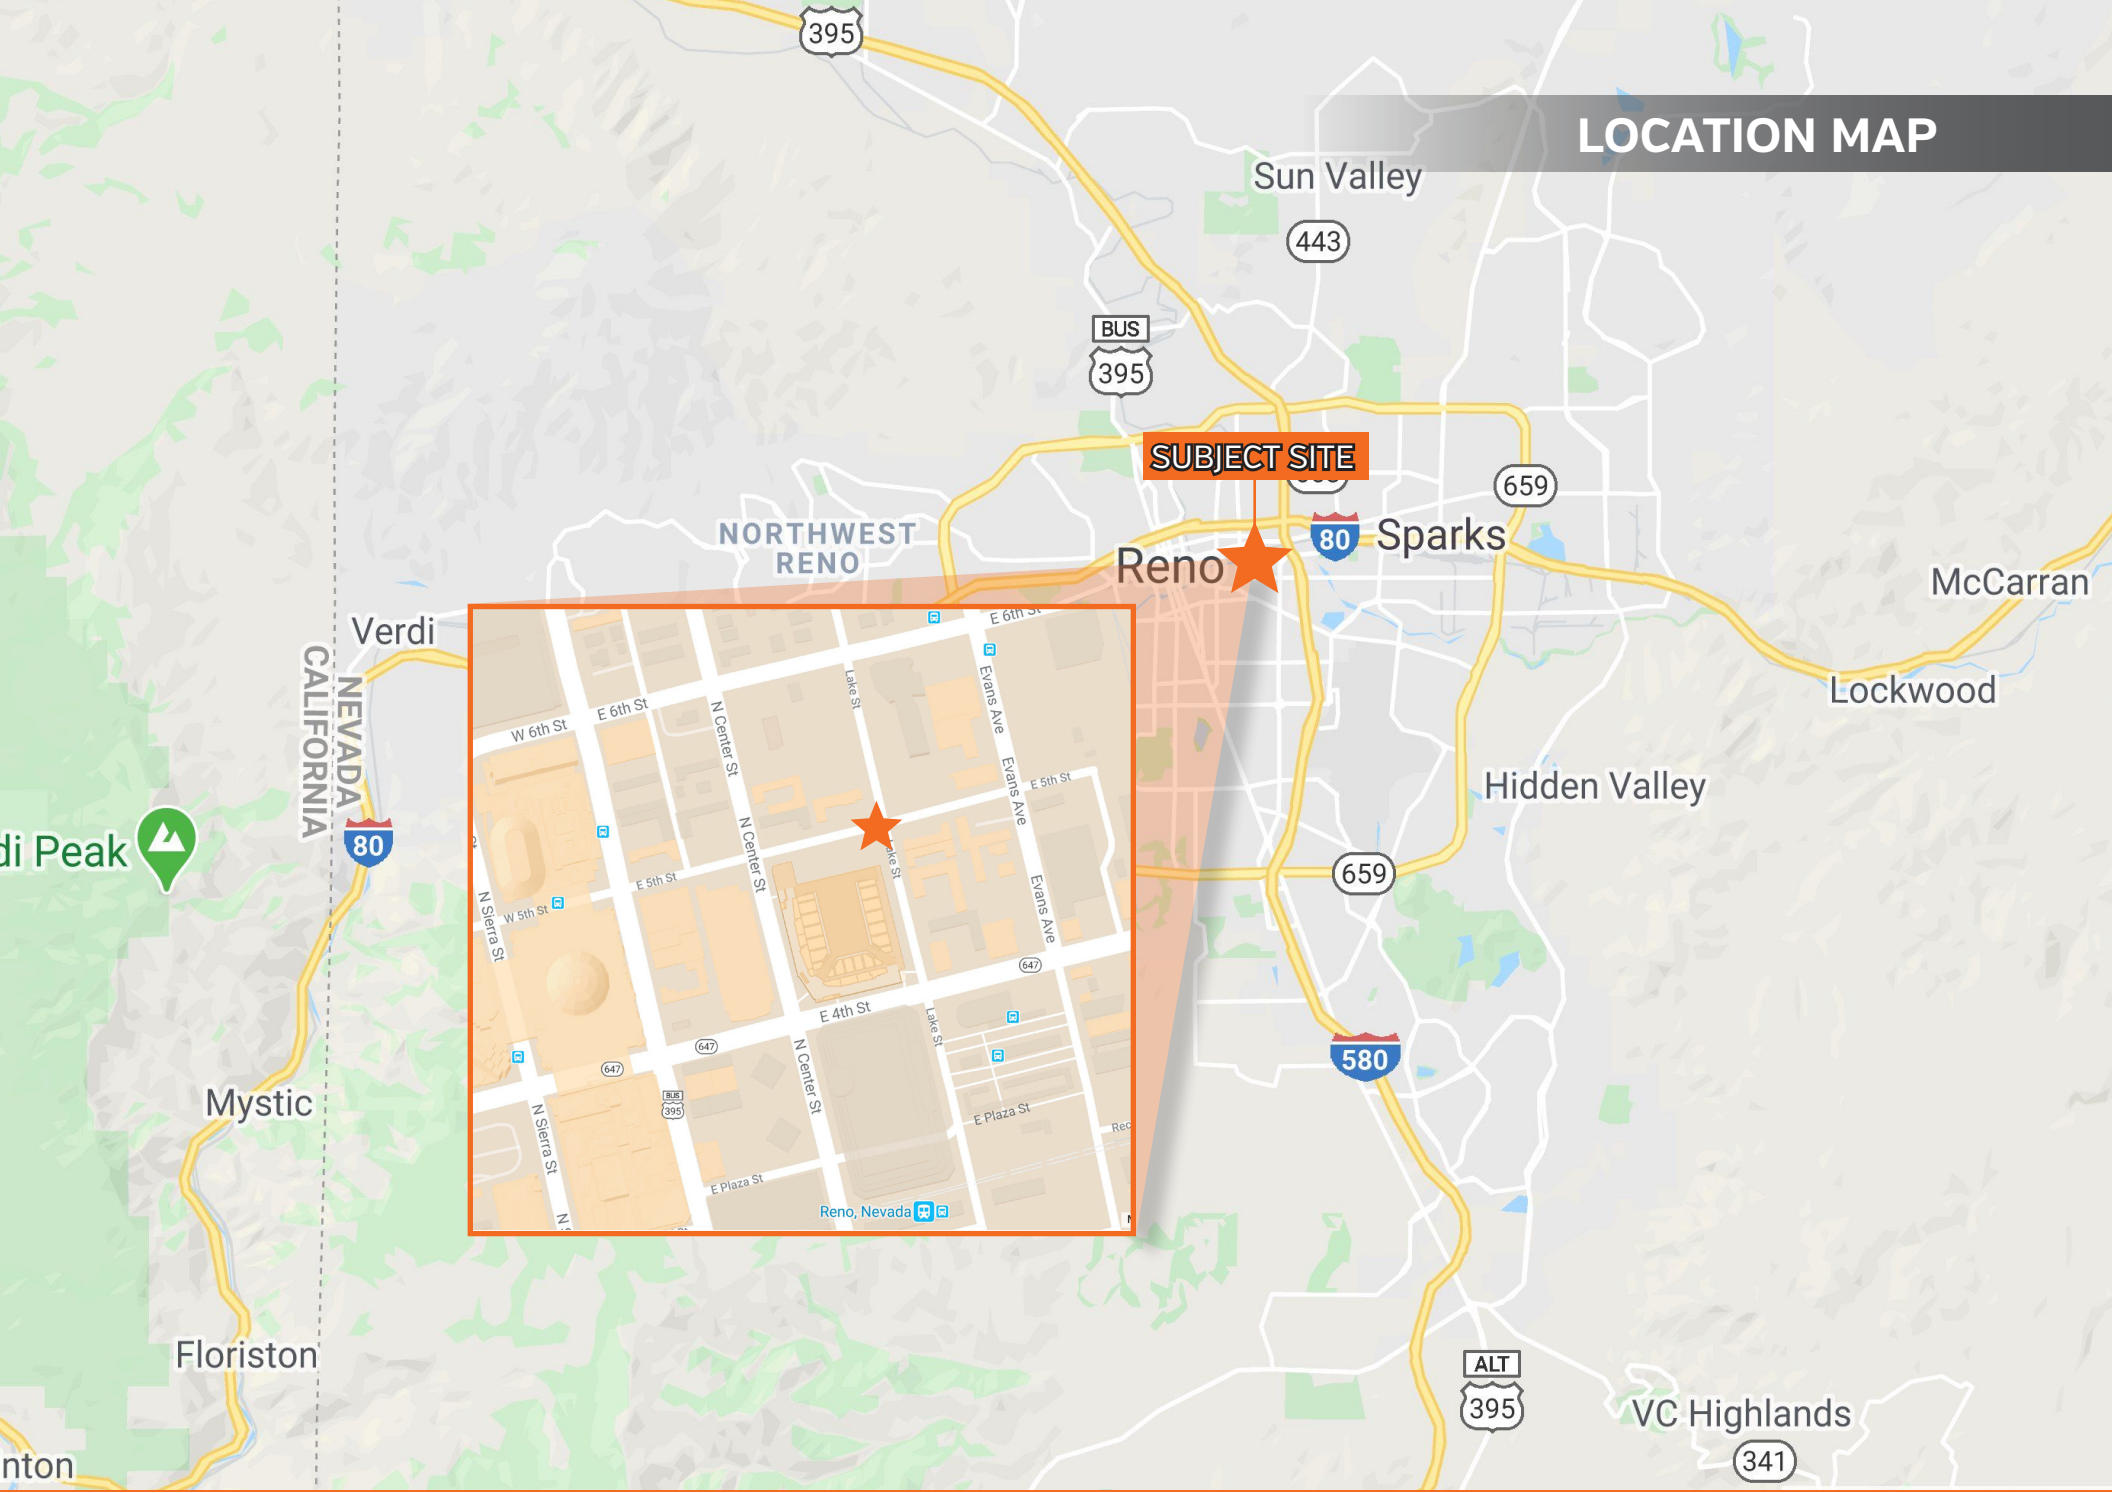 395
LOCATION MAP
Sun Valley
443
BUS
395
SUBJECT SITE
659
NORTHWEST
RENO
Reno
80
Sparks
McCarran
Verdi
CALIFORNIA
NEVADA
Lockwood
Hidden Valley
di Peak
80
659
580
Mystic
Floriston
nton
ALT
395
VC Highlands
341
E 6th St
Lake St
Evans Ave
W 6th St
E 6th St
N Center St
Evans Ave
E 5th St
N Center St
Lake St
E 5th St
W 5th St
N Sierra St
Evans Ave
647
E 4th St
Lake St
647
647
N Center St
BUS
395
N Sierra St
E Plaza St
Rec
E Plaza St
Reno, Nevada
N S